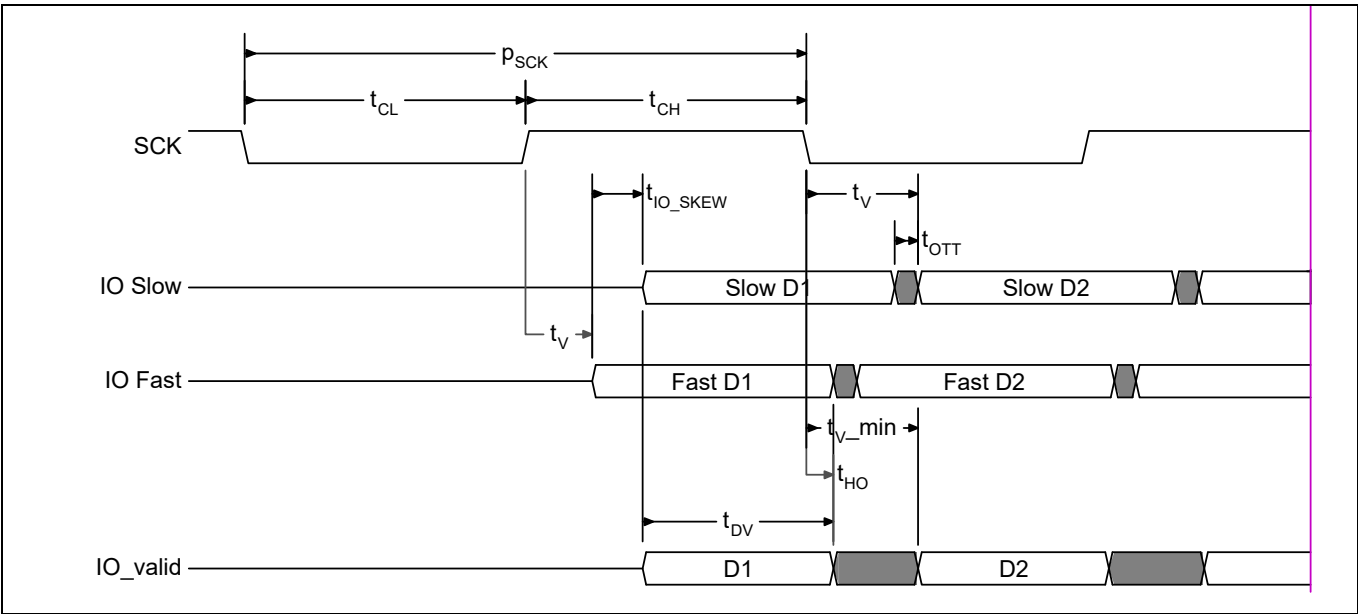 pSCK
tCL
tCH
SCK
tIO_SKEW
tV
tOTT
IO Slow
Slow D1
Slow D2
tV
IO Fast
Fast D1
Fast D2
tV_min
tHO
tDV
IO_valid
D1
D2